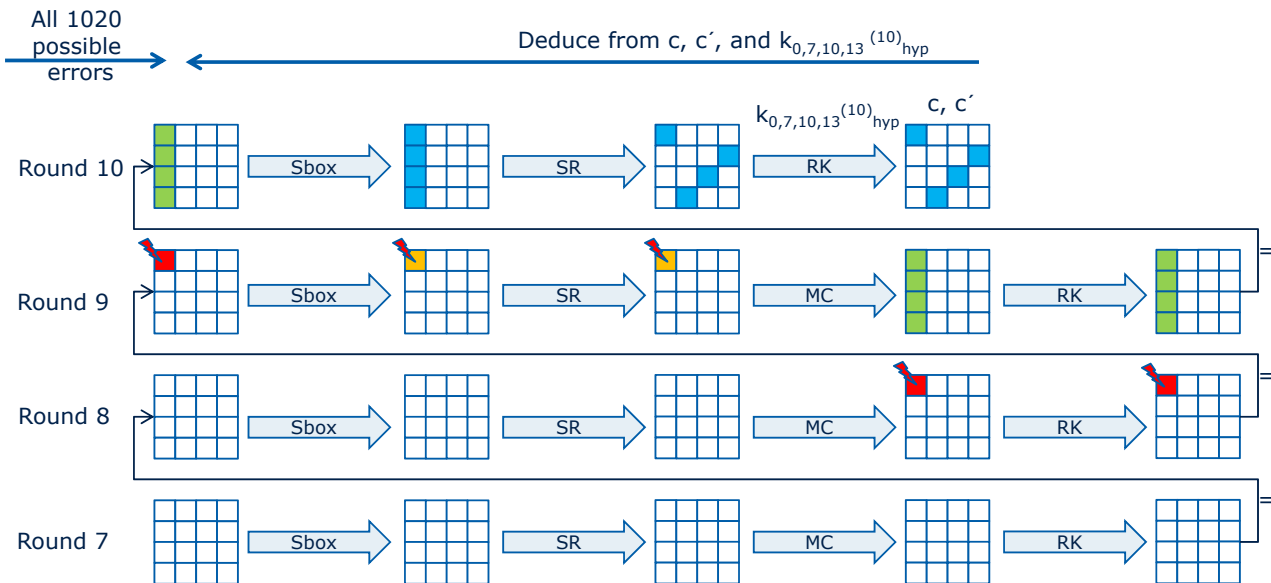 All 1020
possible
errors
Deduce from c, c´, and k0,7,10,13 (10)hyp
k0,7,10,13(10)hyp
c, c´
Round 10
Sbox
SR
RK
=
Round 9
Sbox
SR
MC
RK
=
Round 8
Sbox
SR
MC
RK
=
Round 7
Sbox
SR
MC
RK